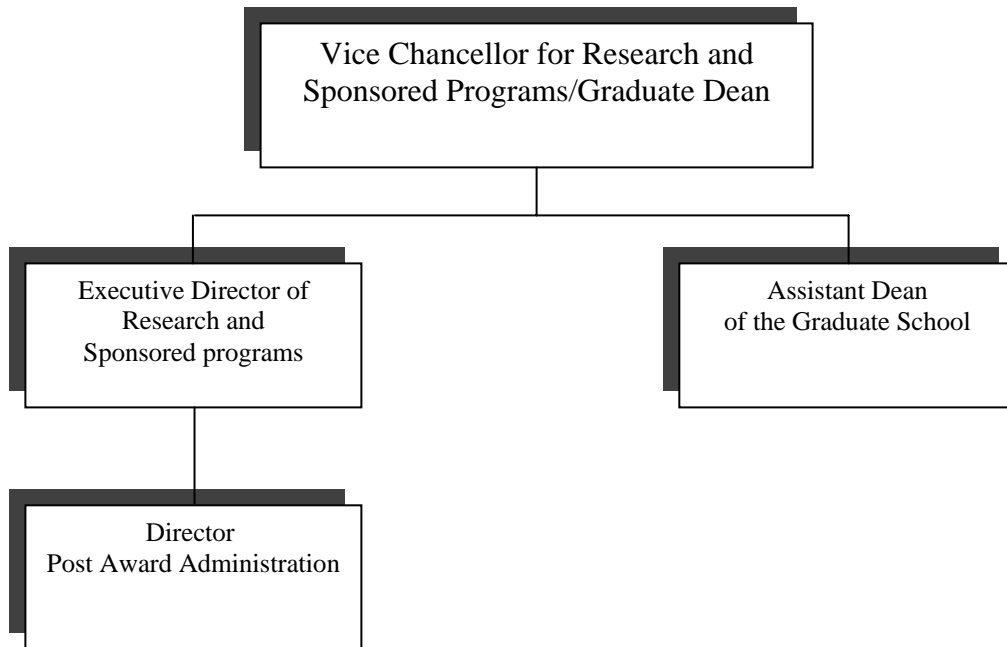 Vice Chancellor for Research and
Sponsored Programs/Graduate Dean
Executive Director of
Research and
Sponsored programs
Assistant Dean
of the Graduate School
Director
Post Award Administration